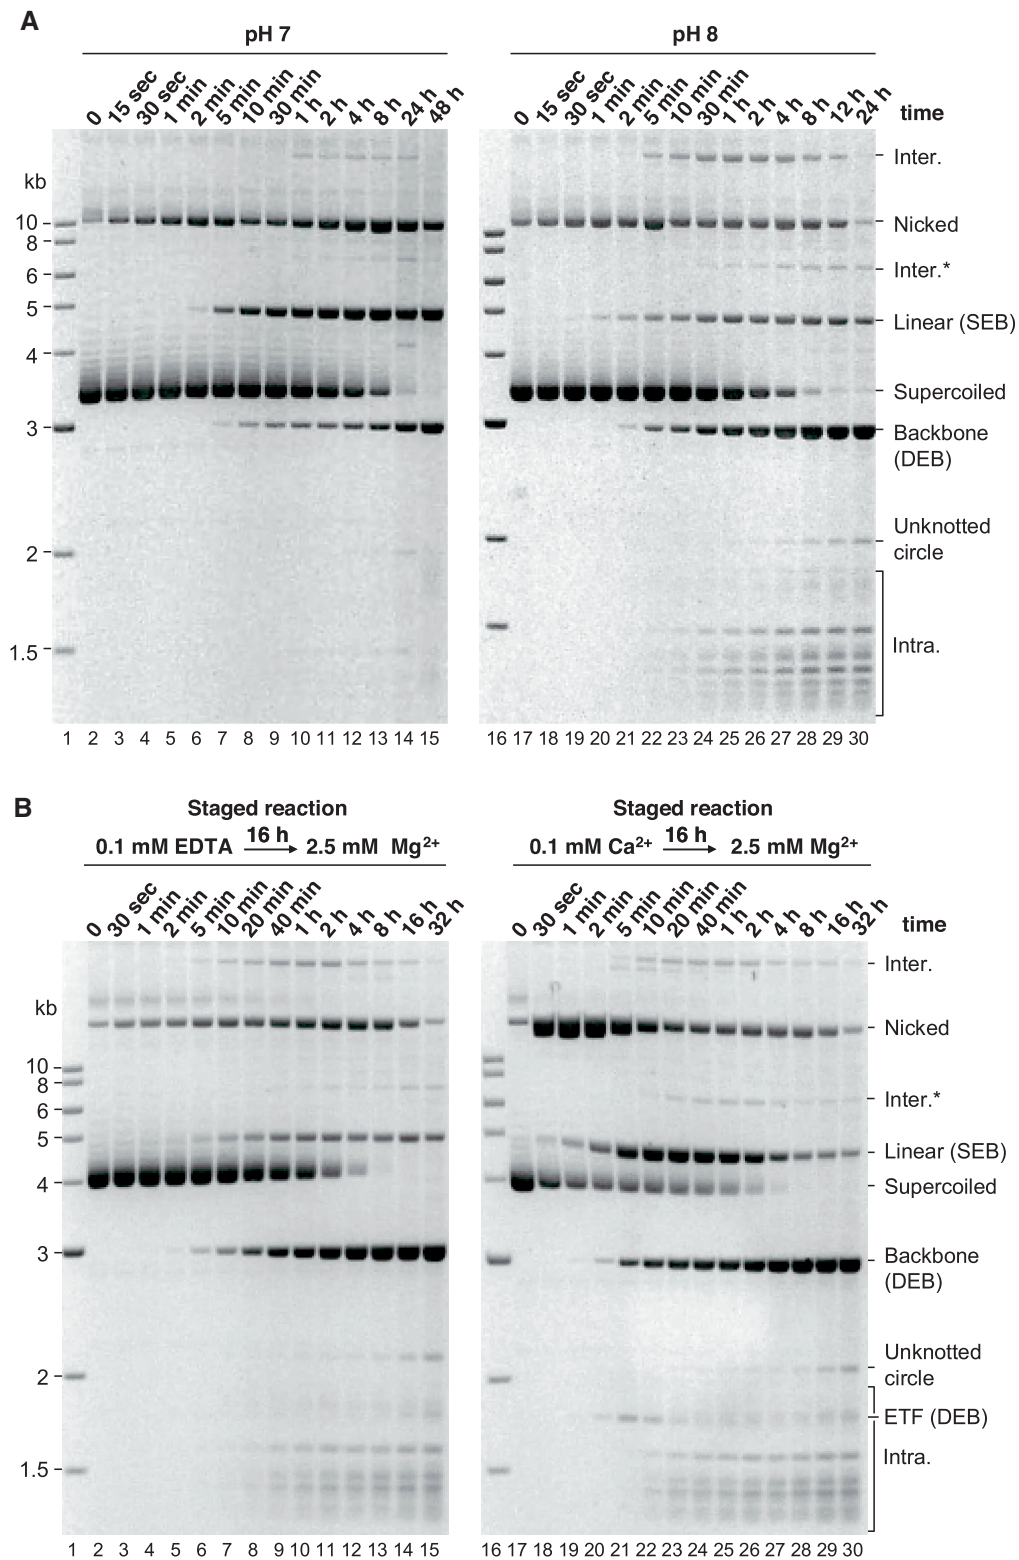 A
pH 7
pH 8
0 15 sec 30 sec 1 min 2 min 5 min 10 min 30 min 1 h 2 h 4 h 8 h 24 h 48 h
0 15 sec 30 sec 1 min 2 min 5 min 10 min 30 min 1 h 2 h 4 h 8 h 12 h 24 h
time
kb
10
8
6
5
4
3
2
1.5
Inter.
Nicked
Inter.*
Linear (SEB)
Supercoiled
Backbone
(DEB)
Unknotted
circle
Intra.
1 2 3 4 5 6 7 8 9 10 11 12 13 14 15
16 17 18 19 20 21 22 23 24 25 26 27 28 29 30
B
Staged reaction
0.1 mM EDTA 16 h 2.5 mM Mg2+
Staged reaction
0.1 mM Ca2+ 16 h 2.5 mM Mg2+
0 30 sec 1 min 2 min 5 min 10 min 20 min 40 min 1 h 2 h 4 h 8 h 16 h 32 h
0 30 sec 1 min 2 min 5 min 10 min 20 min 40 min 1 h 2 h 4 h 8 h 16 h 32 h
time
kb
10
8
6
5
4
3
2
1.5
Inter.
Nicked
Inter.*
Linear (SEB)
Supercoiled
Backbone
(DEB)
Unknotted
circle
ETF (DEB)
Intra.
1 2 3 4 5 6 7 8 9 10 11 12 13 14 15
16 17 18 19 20 21 22 23 24 25 26 27 28 29 30